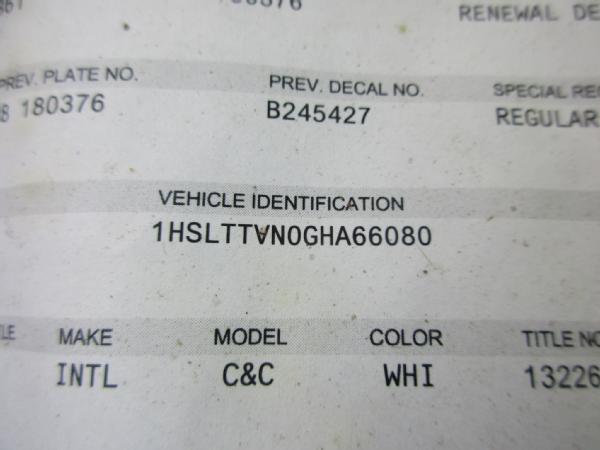 RENEWAL DE
PREV. PLATE NO. PREV. DECAL NO. SPECIAL REG
180376 B245427 REGULAR
VEHICLE IDENTIFICATION
1HSLTTVN0GHA66080
MAKE MODEL COLOR TITLE NO
INTL C&C WHI 13226